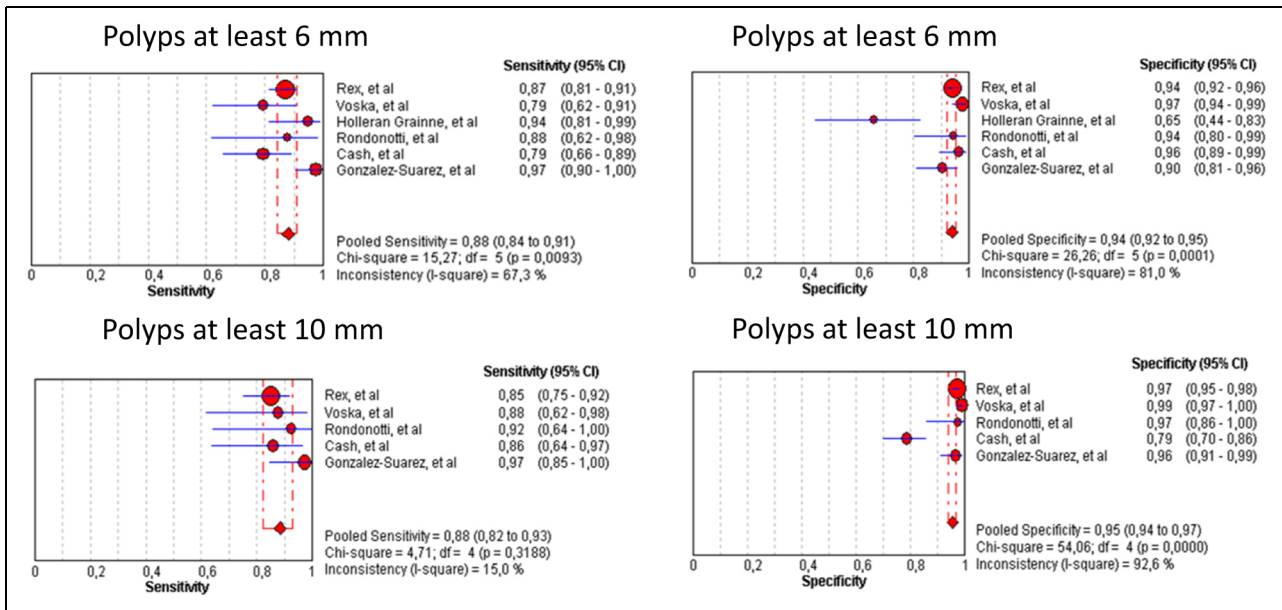 Polyps at least 6 mm
Sensitivity (95% CI)
Rex, et al 0,87 (0,81 - 0,91)
Voska, et al 0,79 (0,62 - 0,91)
Holleran Grainne, et al 0,94 (0,81 - 0,99)
Rondonotti, et al 0,88 (0,62 - 0,98)
Cash, et al 0,79 (0,66 - 0,89)
Gonzalez-Suarez, et al 0,97 (0,90 - 1,00)
Pooled Sensitivity = 0,88 (0,84 to 0,91)
Chi-square = 15,27; df = 5 (p = 0,0093)
Inconsistency (I-square) = 67,3 %
0 0,2 0,4 0,6 0,8 1
Sensitivity
Polyps at least 6 mm
Specificity (95% CI)
Rex, et al 0,94 (0,92 - 0,96)
Voska, et al 0,97 (0,94 - 0,99)
Holleran Grainne, et al 0,65 (0,44 - 0,83)
Rondonotti, et al 0,94 (0,80 - 0,99)
Cash, et al 0,96 (0,89 - 0,99)
Gonzalez-Suarez, et al 0,90 (0,81 - 0,96)
Pooled Specificity = 0,94 (0,92 to 0,95)
Chi-square = 26,26; df = 5 (p = 0,0001)
Inconsistency (I-square) = 81,0 %
0 0,2 0,4 0,6 0,8 1
Specificity
Polyps at least 10 mm
Sensitivity (95% CI)
Rex, et al 0,85 (0,75 - 0,92)
Voska, et al 0,88 (0,62 - 0,98)
Rondonotti, et al 0,92 (0,64 - 1,00)
Cash, et al 0,86 (0,64 - 0,97)
Gonzalez-Suarez, et al 0,97 (0,85 - 1,00)
Pooled Sensitivity = 0,88 (0,82 to 0,93)
Chi-square = 4,71; df = 4 (p = 0,3188)
Inconsistency (I-square) = 15,0 %
0 0,2 0,4 0,6 0,8 1
Sensitivity
Polyps at least 10 mm
Specificity (95% CI)
Rex, et al 0,97 (0,95 - 0,98)
Voska, et al 0,99 (0,97 - 1,00)
Rondonotti, et al 0,97 (0,86 - 1,00)
Cash, et al 0,79 (0,70 - 0,86)
Gonzalez-Suarez, et al 0,96 (0,91 - 0,99)
Pooled Specificity = 0,95 (0,94 to 0,97)
Chi-square = 54,06; df = 4 (p = 0,0000)
Inconsistency (I-square) = 92,6 %
0 0,2 0,4 0,6 0,8 1
Specificity